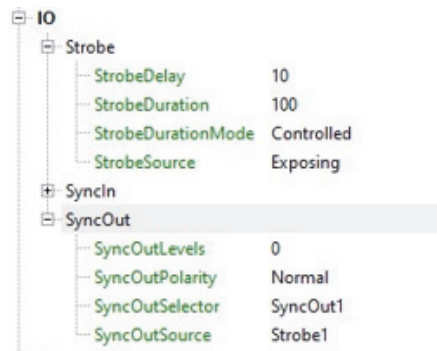 IO
Strobe
StrobeDelay 10
StrobeDuration 100
StrobeDurationMode Controlled
StrobeSource Exposing
SyncIn
SyncOut
SyncOutLevels 0
SyncOutPolarity Normal
SyncOutSelector SyncOut1
SyncOutSource Strobe1